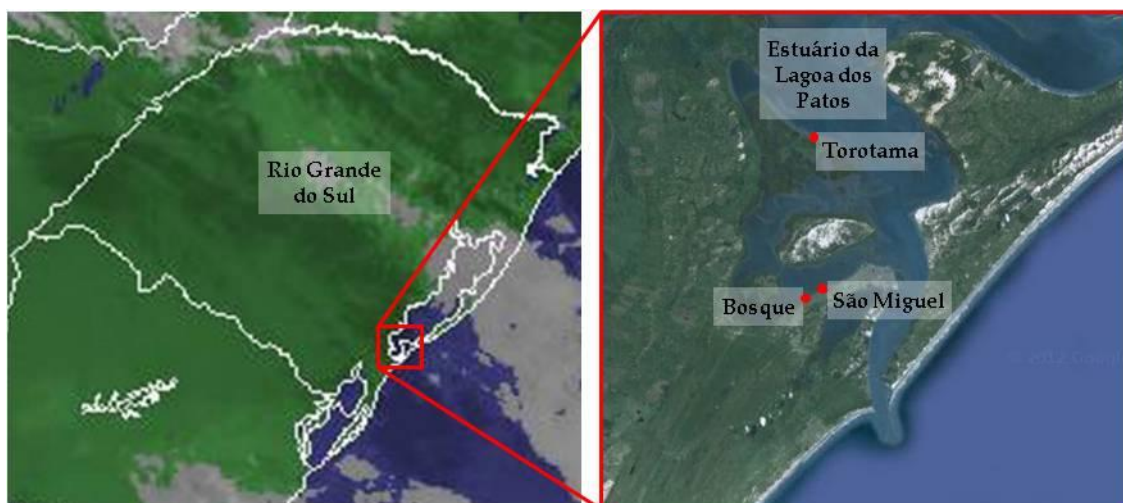 Rio Grande
do Sul
Estuário da
Lagoa dos
Patos
Torotama
São Miguel
Bosque